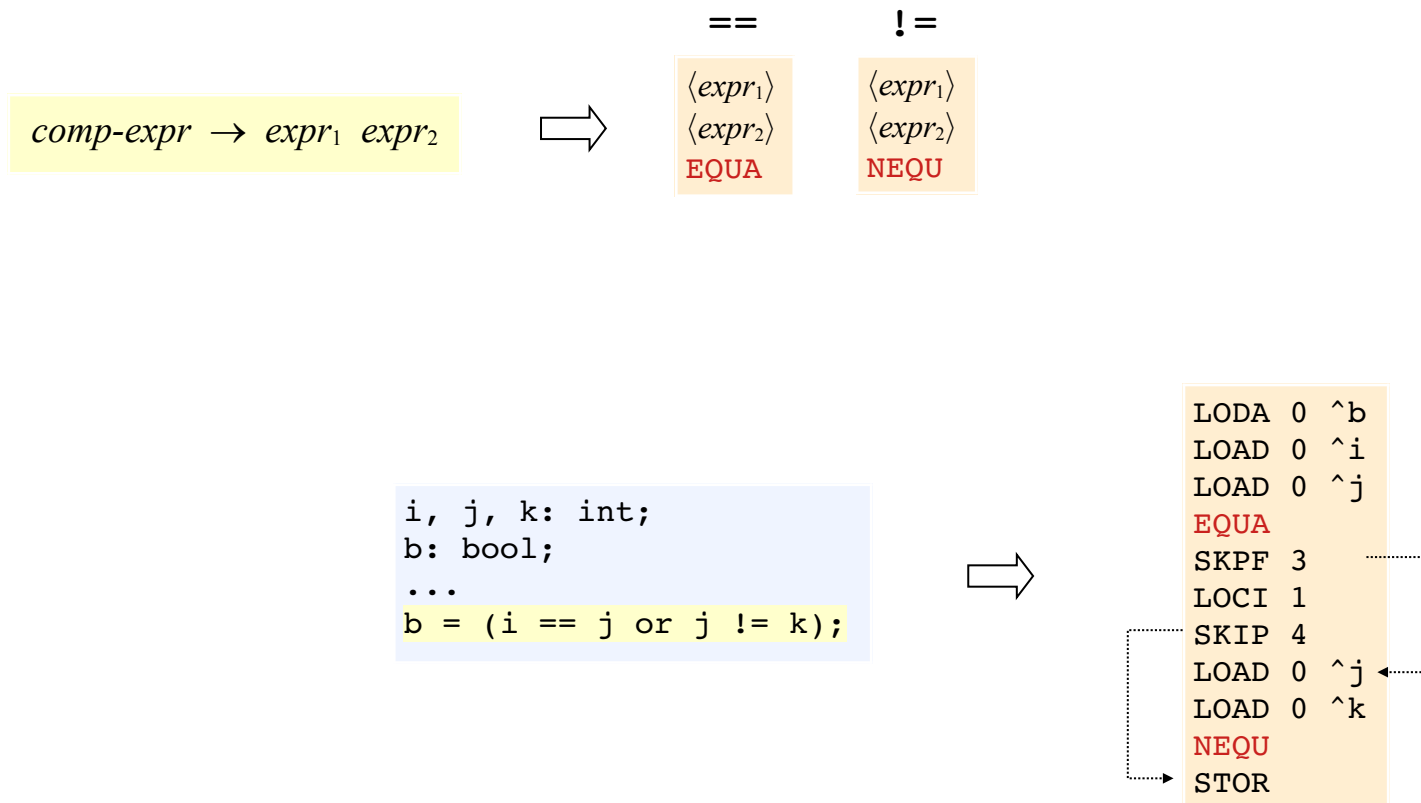 == !=
comp-expr → expr₁ expr₂
⟨expr₁⟩
⟨expr₂⟩
EQUA
⟨expr₁⟩
⟨expr₂⟩
NEQU
i, j, k: int;
b: bool;
...
b = (i == j or j != k);
LODA 0 ^b
LOAD 0 ^i
LOAD 0 ^j
EQUA
SKPF 3
LOCI 1
SKIP 4
LOAD 0 ^j
LOAD 0 ^k
NEQU
STOR